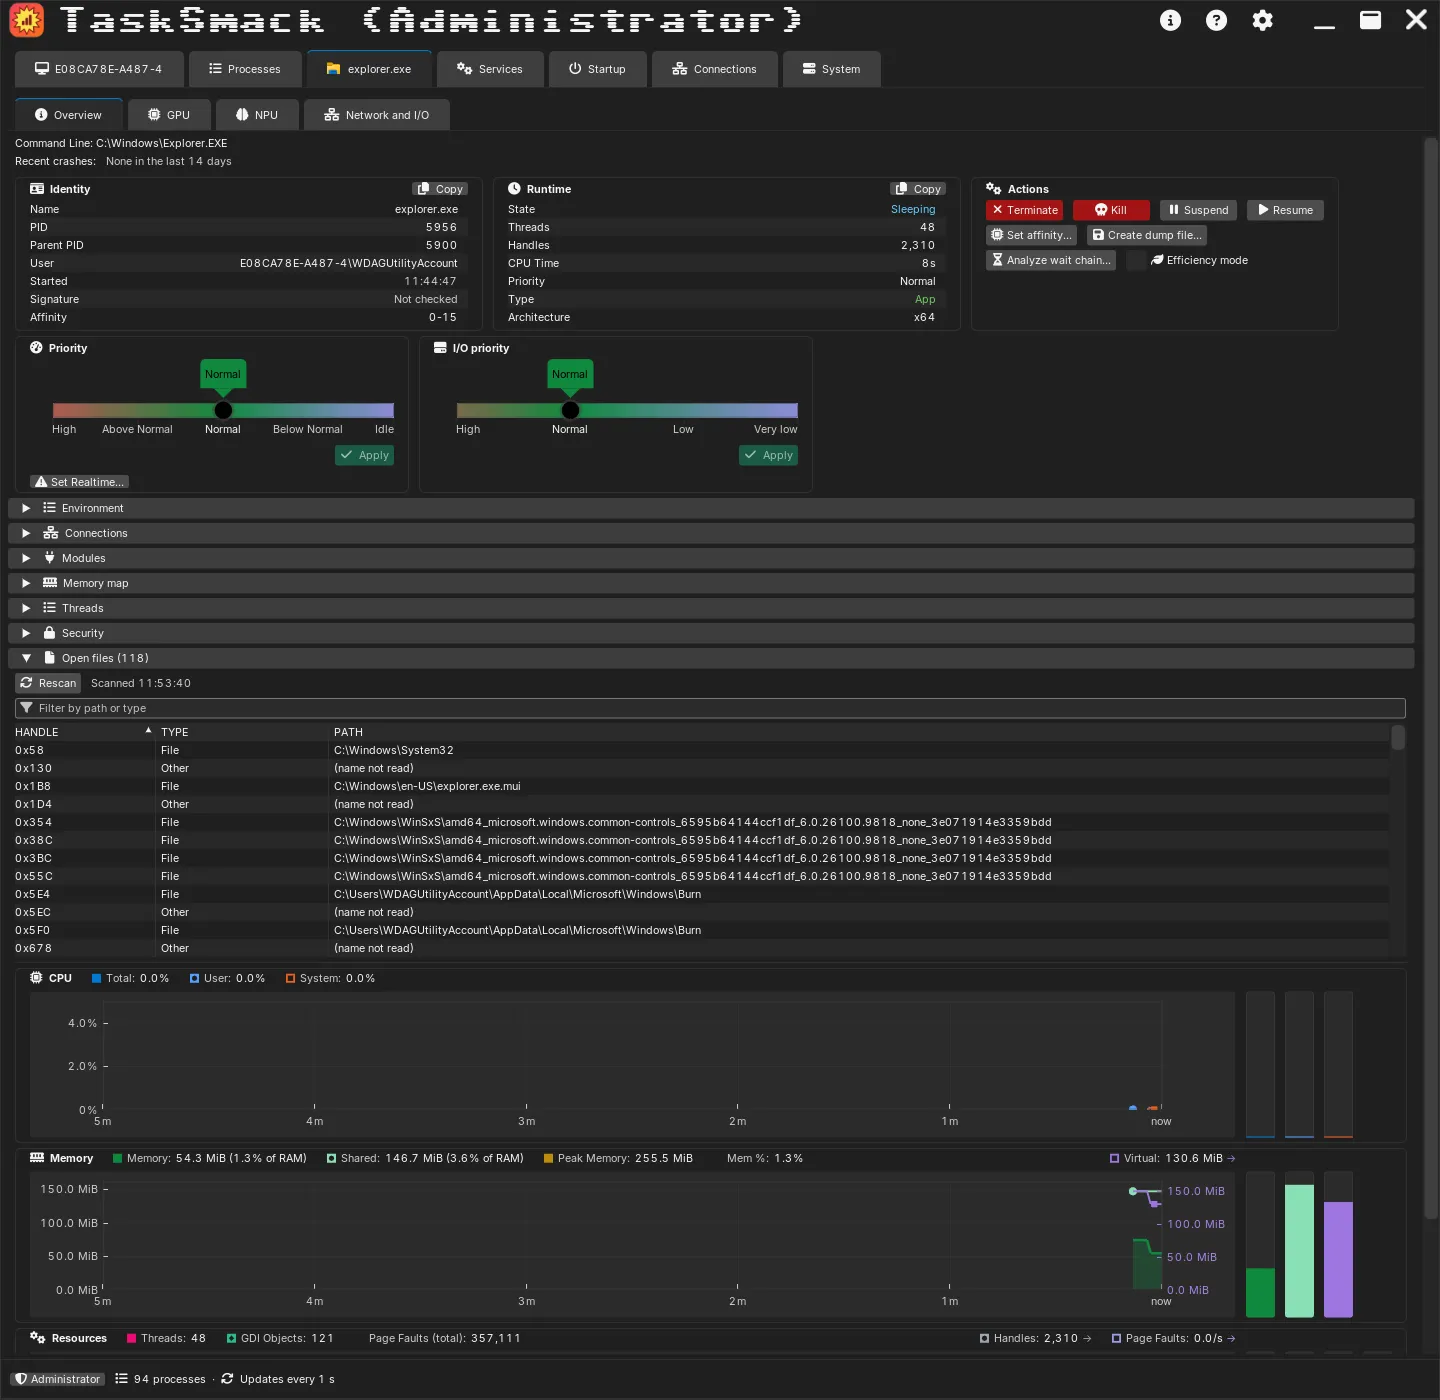 TaskSmack (Administrator)
E08CA78E-A487-4 Processes explorer.exe Services Startup Connections System
Overview GPU NPU Network and I/O
Command Line: C:\Windows\Explorer.EXE
Recent crashes: None in the last 14 days
Identity Copy
Name explorer.exe
PID 5956
Parent PID 5900
User E08CA78E-A487-4\WDAGUtilityAccount
Started 11:44:47
Signature Not checked
Affinity 0-15
Runtime Copy
State Sleeping
Threads 48
Handles 2,310
CPU Time 8s
Priority Normal
Type App
Architecture x64
Actions
Terminate Kill Suspend Resume
Set affinity... Create dump file...
Analyze wait chain... Efficiency mode
Priority
Normal
High Above Normal Normal Below Normal Idle
Apply
Set Realtime...
I/O priority
Normal
High Normal Low Very low
Apply
Environment
Connections
Modules
Memory map
Threads
Security
Open files (118)
Rescan Scanned 11:53:40
Filter by path or type
HANDLE TYPE PATH
0x58 File C:\Windows\System32
0x130 Other (name not read)
0x1B8 File C:\Windows\en-US\explorer.exe.mui
0x1D4 Other (name not read)
0x354 File C:\Windows\WinSxS\amd64_microsoft.windows.common-controls_6595b64144ccf1df_6.0.26100.9818_none_3e071914e3359bdd
0x38C File C:\Windows\WinSxS\amd64_microsoft.windows.common-controls_6595b64144ccf1df_6.0.26100.9818_none_3e071914e3359bdd
0x3BC File C:\Windows\WinSxS\amd64_microsoft.windows.common-controls_6595b64144ccf1df_6.0.26100.9818_none_3e071914e3359bdd
0x55C File C:\Windows\WinSxS\amd64_microsoft.windows.common-controls_6595b64144ccf1df_6.0.26100.9818_none_3e071914e3359bdd
0x5E4 File C:\Users\WDAGUtilityAccount\AppData\Local\Microsoft\Windows\Burn
0x5EC Other (name not read)
0x5F0 File C:\Users\WDAGUtilityAccount\AppData\Local\Microsoft\Windows\Burn
0x678 Other (name not read)
CPU Total: 0.0% User: 0.0% System: 0.0%
4.0%
2.0%
0%
5m 4m 3m 2m 1m now
Memory Memory: 54.3 MiB (1.3% of RAM) Shared: 146.7 MiB (3.6% of RAM) Peak Memory: 255.5 MiB Mem %: 1.3% Virtual: 130.6 MiB →
150.0 MiB 150.0 MiB
100.0 MiB 100.0 MiB
50.0 MiB 50.0 MiB
0.0 MiB 0.0 MiB
5m 4m 3m 2m 1m now
Resources Threads: 48 GDI Objects: 121 Page Faults (total): 357,111 Handles: 2,310 → Page Faults: 0.0/s →
Administrator 94 processes · Updates every 1 s